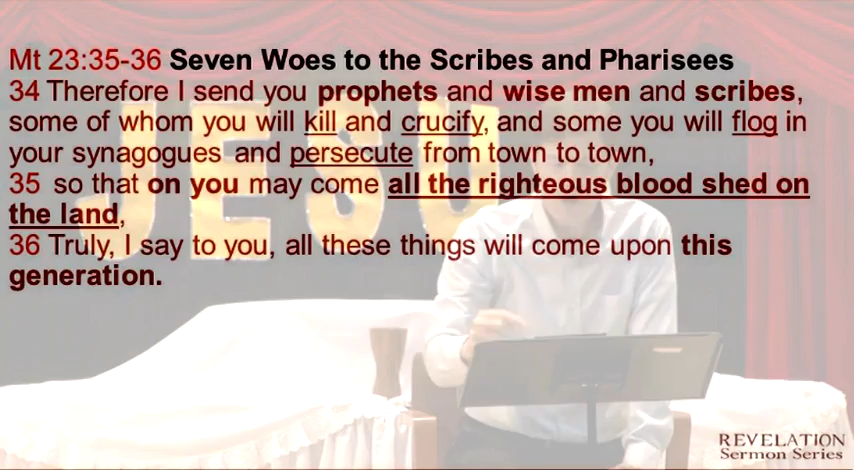 Mt 23:35-36 Seven Woes to the Scribes and Pharisees
34 Therefore I send you prophets and wise men and scribes,
some of whom you will kill and crucify, and some you will flog in
your synagogues and persecute from town to town,
35 so that on you may come all the righteous blood shed on
the land,
36 Truly, I say to you, all these things will come upon this
generation.
JESU
REVELATION
Sermon Series